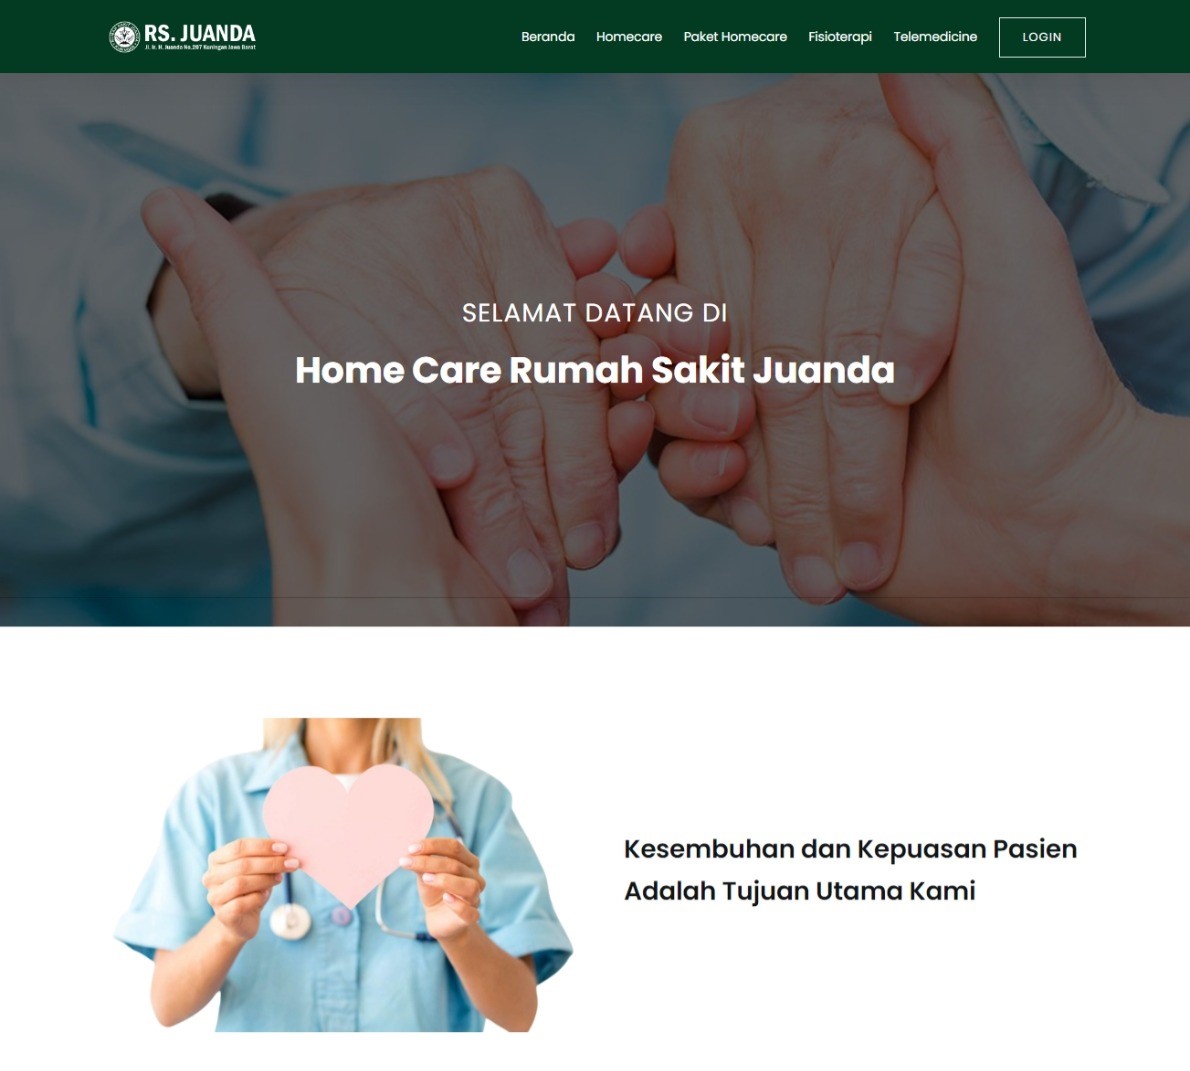 RS. JUANDA
Jl. Ir. H. Juanda No.207 Kuningan Jawa Barat
Beranda
Homecare
Paket Homecare
Fisioterapi
Telemedicine
LOGIN
SELAMAT DATANG DI
Home Care Rumah Sakit Juanda
Kesembuhan dan Kepuasan Pasien
Adalah Tujuan Utama Kami